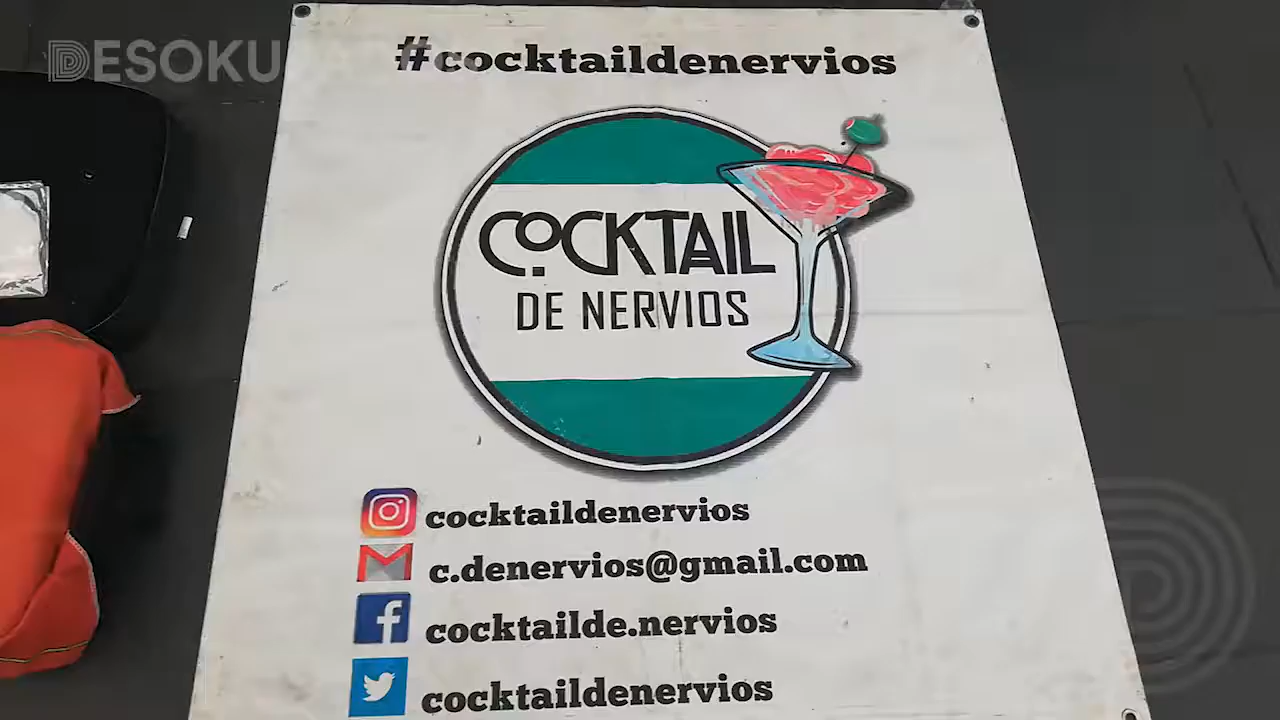 DESOKU
#cocktaildenervios
COCKTAIL
DE NERVIOS
cocktaildenervios
c.denervios@gmail.com
cocktailde.nervios
cocktaildenervios